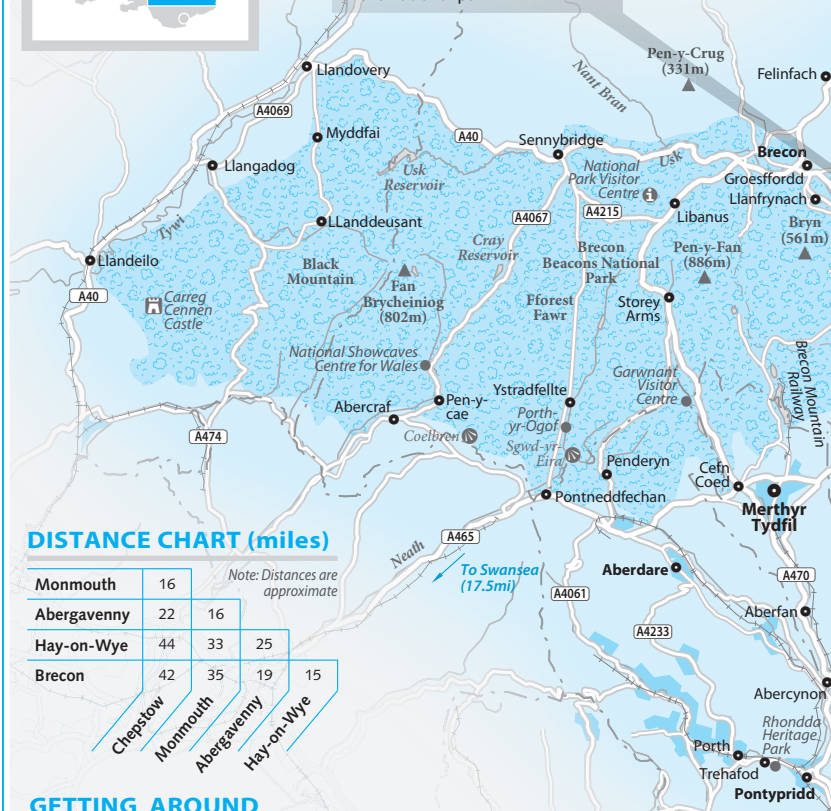 Pen-y-Crug
(331m)
Felinfach
Llandovery
Nant Bran
A4069
Myddfai
A40
Sennybridge
Usk
Brecon
Llangadog
Usk
Reservoir
National
Park Visitor
Centre
Groesffordd
Llanfrynach
A4067
A4215
Libanus
LLanddeusant
Tywi
Bryn
(561m)
Cray
Reservoir
Brecon
Beacons National
Park
Pen-y-Fan
(886m)
Llandeilo
Black
Mountain
Fan
Brycheiniog
(802m)
A40
Carreg
Cennen
Castle
Fforest
Fawr
Storey
Arms
National Showcaves
Centre for Wales
Brecon Mountain
Railway
Garwnant
Visitor
Centre
Ystradfellte
Pen-y-
cae
Abercraf
Porth-
yr-Ogof
Coelbren
A474
Sgwd-yr-
Eira
Penderyn
Cefn
Coed
Pontneddfechan
Merthyr
Tydfil
A465
Neath
To Swansea
(17.5mi)
Aberdare
A470
A4061
Aberfan
A4233
Abercynon
Rhondda
Heritage
Park
Porth
Trehafod
Pontypridd
DISTANCE CHART (miles)
Note: Distances are
approximate
Monmouth 16
Abergavenny 22 16
Hay-on-Wye 44 33 25
Brecon 42 35 19 15
Chepstow
Monmouth
Abergavenny
Hay-on-Wye
GETTING AROUND